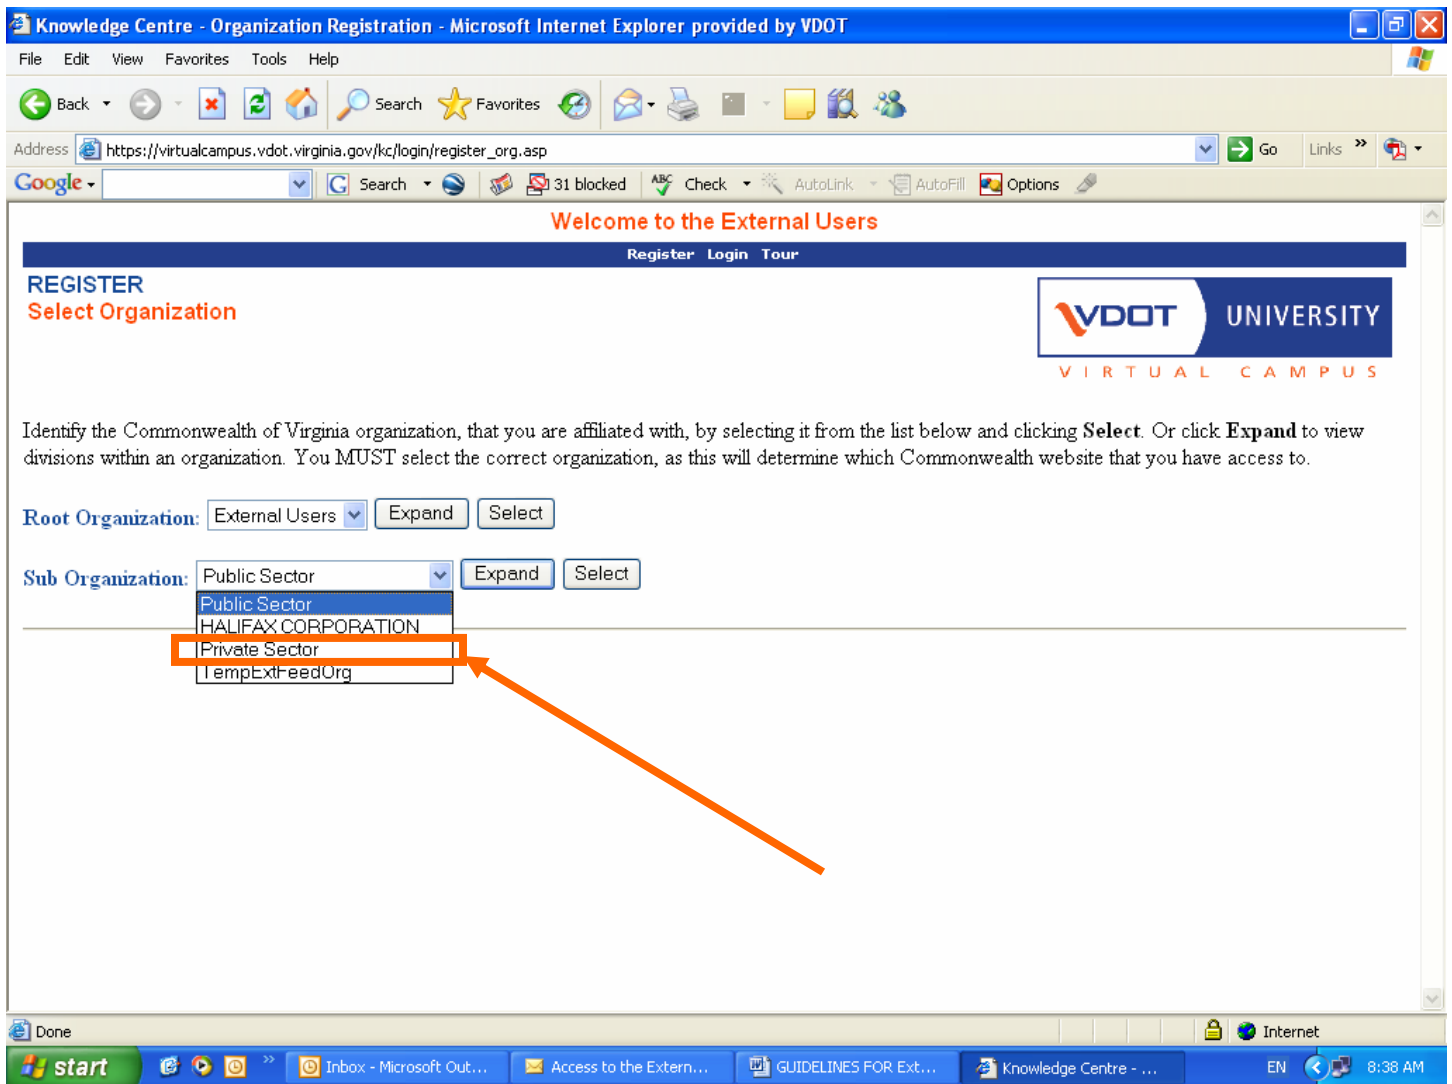 Knowledge Centre - Organization Registration - Microsoft Internet Explorer provided by VDOT
File Edit View Favorites Tools Help
Back Search Favorites
Address https://virtualcampus.vdot.virginia.gov/kc/login/register_org.asp Go Links »
Google G Search 31 blocked ABC Check AutoLink AutoFill Options
Welcome to the External Users
Register Login Tour
REGISTER
Select Organization
VDOT UNIVERSITY
VIRTUAL CAMPUS
Identify the Commonwealth of Virginia organization, that you are affiliated with, by selecting it from the list below and clicking Select. Or click Expand to view
divisions within an organization. You MUST select the correct organization, as this will determine which Commonwealth website that you have access to.
Root Organization: External Users Expand Select
Sub Organization: Public Sector Expand Select
Public Sector
HALIFAX CORPORATION
Private Sector
TempExtFeedOrg
Done Internet
start » Inbox - Microsoft Out... Access to the Extern... GUIDELINES FOR Ext... Knowledge Centre - ... EN 8:38 AM